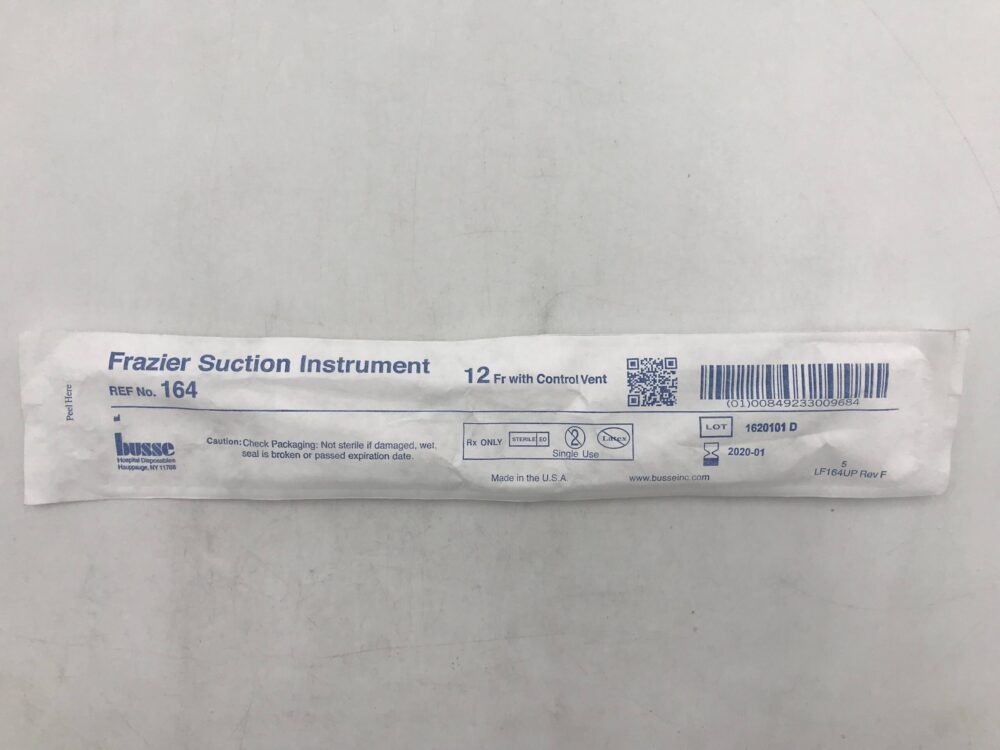 Peel Here
Frazier Suction Instrument
REF No. 164
12 Fr with Control Vent
(01)00849233009684
busse
Hospital Disposables
Hauppauge, NY 11788
Caution: Check Packaging: Not sterile if damaged, wet,
seal is broken or passed expiration date.
Rx ONLY
STERILE EO
2
Latex
Single Use
Made in the U.S.A.
www.busseinc.com
LOT 1620101 D
2020-01
5
LF164UP Rev F